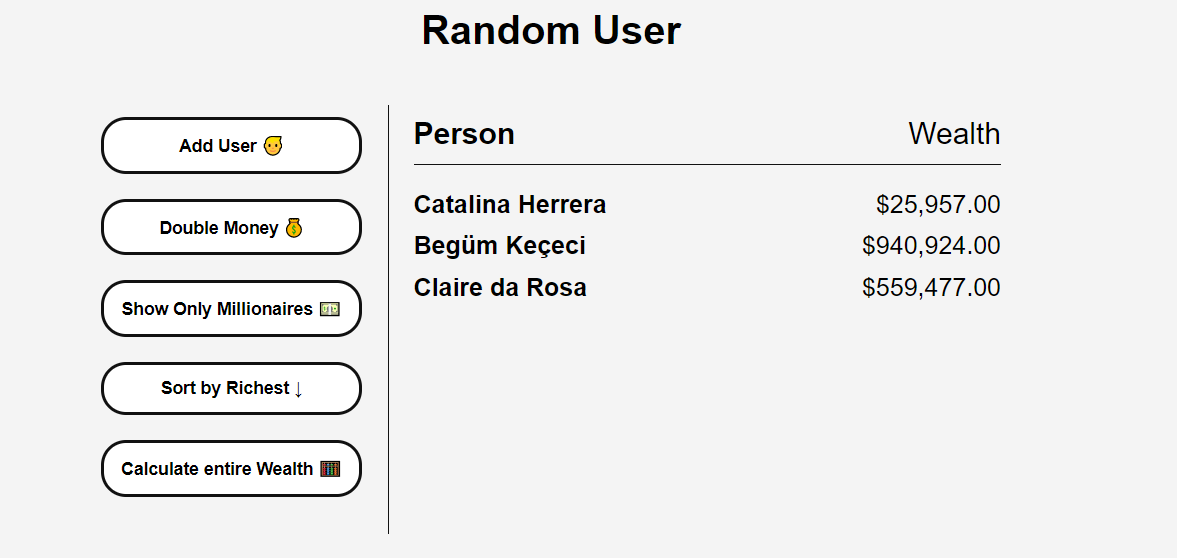 Random User
Add User 👱
Double Money 💰
Show Only Millionaires 💵
Sort by Richest ↓
Calculate entire Wealth 🧮
Person Wealth
Catalina Herrera $25,957.00
Begüm Keçeci $940,924.00
Claire da Rosa $559,477.00